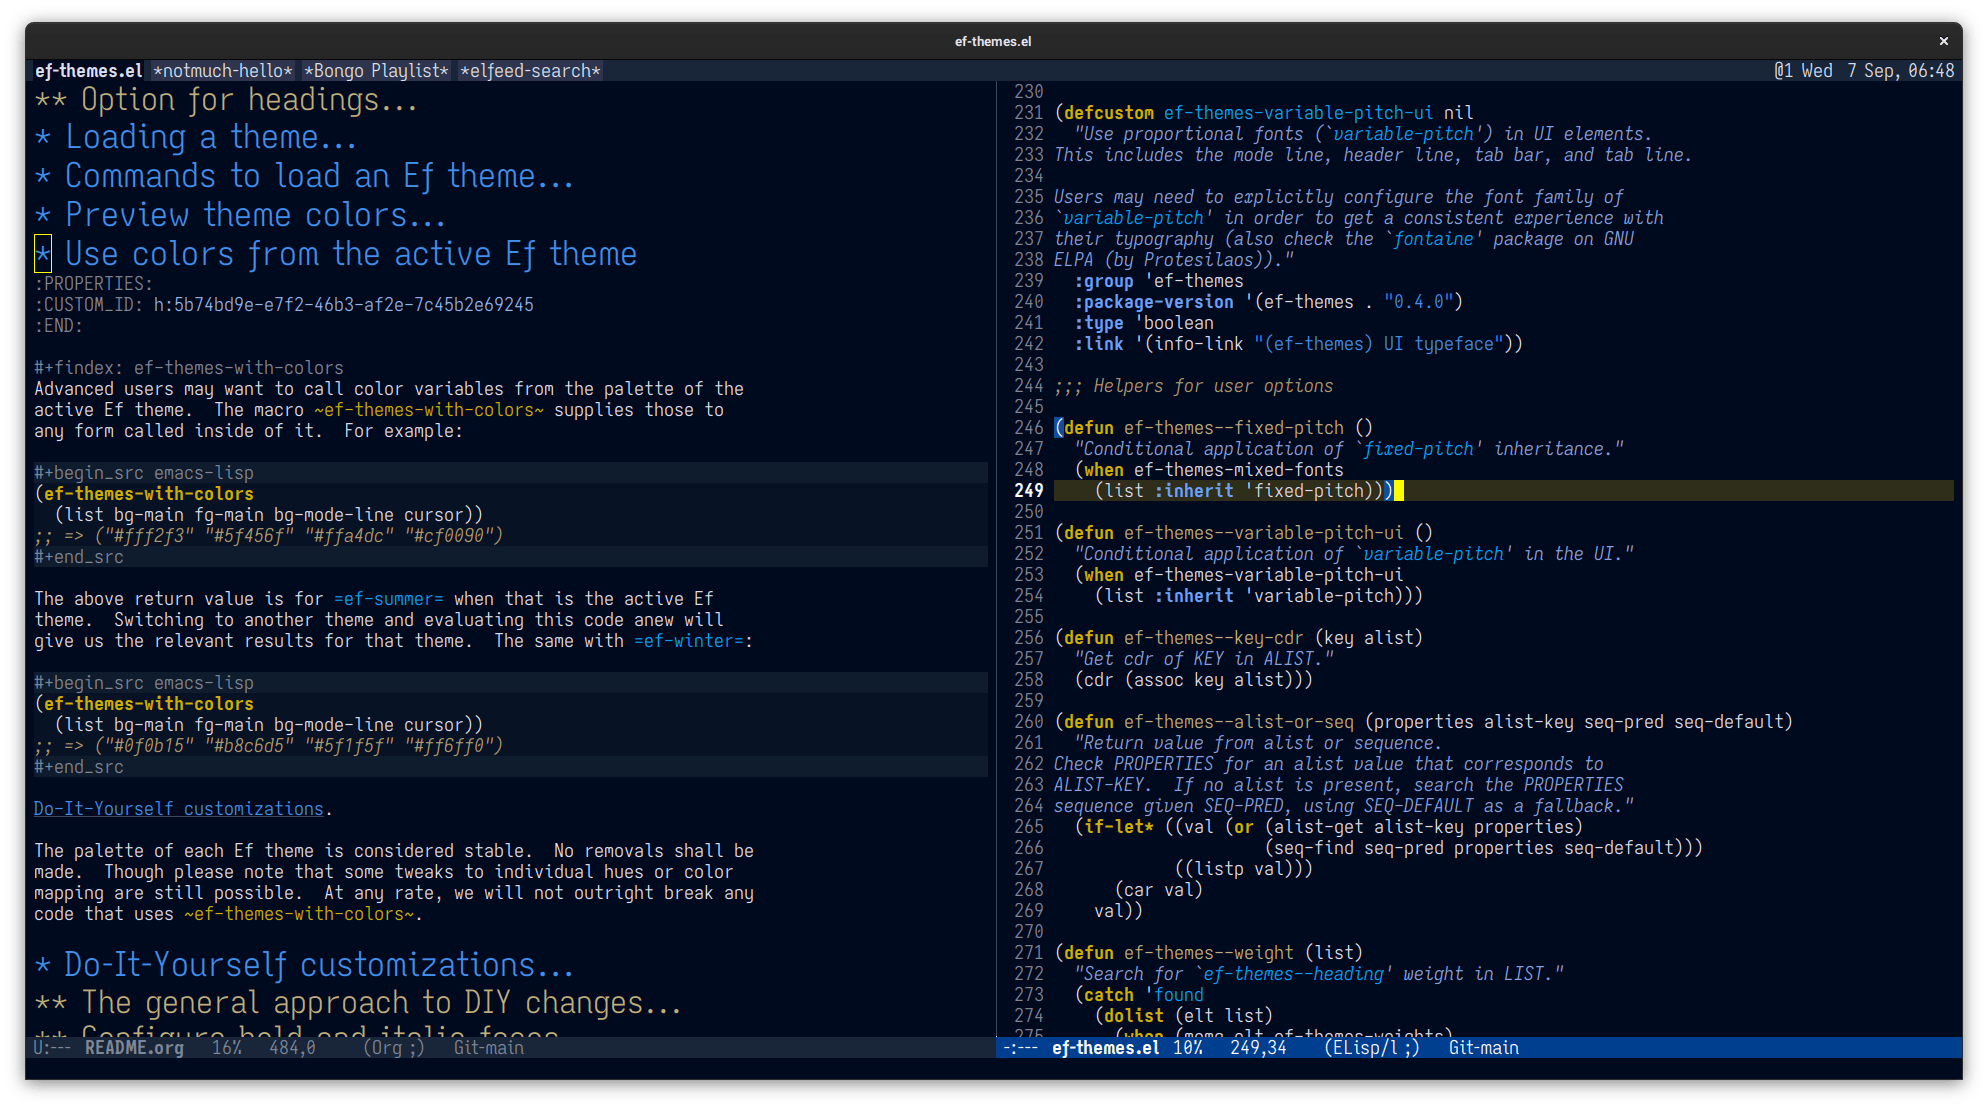 ef-themes.el
ef-themes.el *notmuch-hello* *Bongo Playlist* *elfeed-search* @1 Wed  7 Sep, 06:48
** Option for headings...
* Loading a theme...
* Commands to load an Ef theme...
* Preview theme colors...
* Use colors from the active Ef theme
:PROPERTIES:
:CUSTOM_ID: h:5b74bd9e-e7f2-46b3-af2e-7c45b2e69245
:END:

#+findex: ef-themes-with-colors
Advanced users may want to call color variables from the palette of the
active Ef theme.  The macro ~ef-themes-with-colors~ supplies those to
any form called inside of it.  For example:

#+begin_src emacs-lisp
(ef-themes-with-colors
  (list bg-main fg-main bg-mode-line cursor))
;; => ("#fff2f3" "#5f456f" "#ffa4dc" "#cf0090")
#+end_src

The above return value is for =ef-summer= when that is the active Ef
theme.  Switching to another theme and evaluating this code anew will
give us the relevant results for that theme.  The same with =ef-winter=:

#+begin_src emacs-lisp
(ef-themes-with-colors
  (list bg-main fg-main bg-mode-line cursor))
;; => ("#0f0b15" "#b8c6d5" "#5f1f5f" "#ff6ff0")
#+end_src

Do-It-Yourself customizations.

The palette of each Ef theme is considered stable.  No removals shall be
made.  Though please note that some tweaks to individual hues or color
mapping are still possible.  At any rate, we will not outright break any
code that uses ~ef-themes-with-colors~.

* Do-It-Yourself customizations...
** The general approach to DIY changes...
** Configure bold and italic faces
U:---  README.org   16%   484,0     (Org ;)   Git-main
230
231 (defcustom ef-themes-variable-pitch-ui nil
232   "Use proportional fonts (`variable-pitch') in UI elements.
233 This includes the mode line, header line, tab bar, and tab line.
234
235 Users may need to explicitly configure the font family of
236 `variable-pitch' in order to get a consistent experience with
237 their typography (also check the `fontaine' package on GNU
238 ELPA (by Protesilaos))."
239   :group 'ef-themes
240   :package-version '(ef-themes . "0.4.0")
241   :type 'boolean
242   :link '(info-link "(ef-themes) UI typeface"))
243
244 ;;; Helpers for user options
245
246 (defun ef-themes--fixed-pitch ()
247   "Conditional application of `fixed-pitch' inheritance."
248   (when ef-themes-mixed-fonts
249     (list :inherit 'fixed-pitch)))
250
251 (defun ef-themes--variable-pitch-ui ()
252   "Conditional application of `variable-pitch' in the UI."
253   (when ef-themes-variable-pitch-ui
254     (list :inherit 'variable-pitch)))
255
256 (defun ef-themes--key-cdr (key alist)
257   "Get cdr of KEY in ALIST."
258   (cdr (assoc key alist)))
259
260 (defun ef-themes--alist-or-seq (properties alist-key seq-pred seq-default)
261   "Return value from alist or sequence.
262 Check PROPERTIES for an alist value that corresponds to
263 ALIST-KEY.  If no alist is present, search the PROPERTIES
264 sequence given SEQ-PRED, using SEQ-DEFAULT as a fallback."
265   (if-let* ((val (or (alist-get alist-key properties)
266                      (seq-find seq-pred properties seq-default)))
267             ((listp val)))
268       (car val)
269     val))
270
271 (defun ef-themes--weight (list)
272   "Search for `ef-themes--heading' weight in LIST."
273   (catch 'found
274     (dolist (elt list)
275       (when (memq elt ef-themes-weights)
-:---  ef-themes.el  10%   249,34    (ELisp/l ;)   Git-main